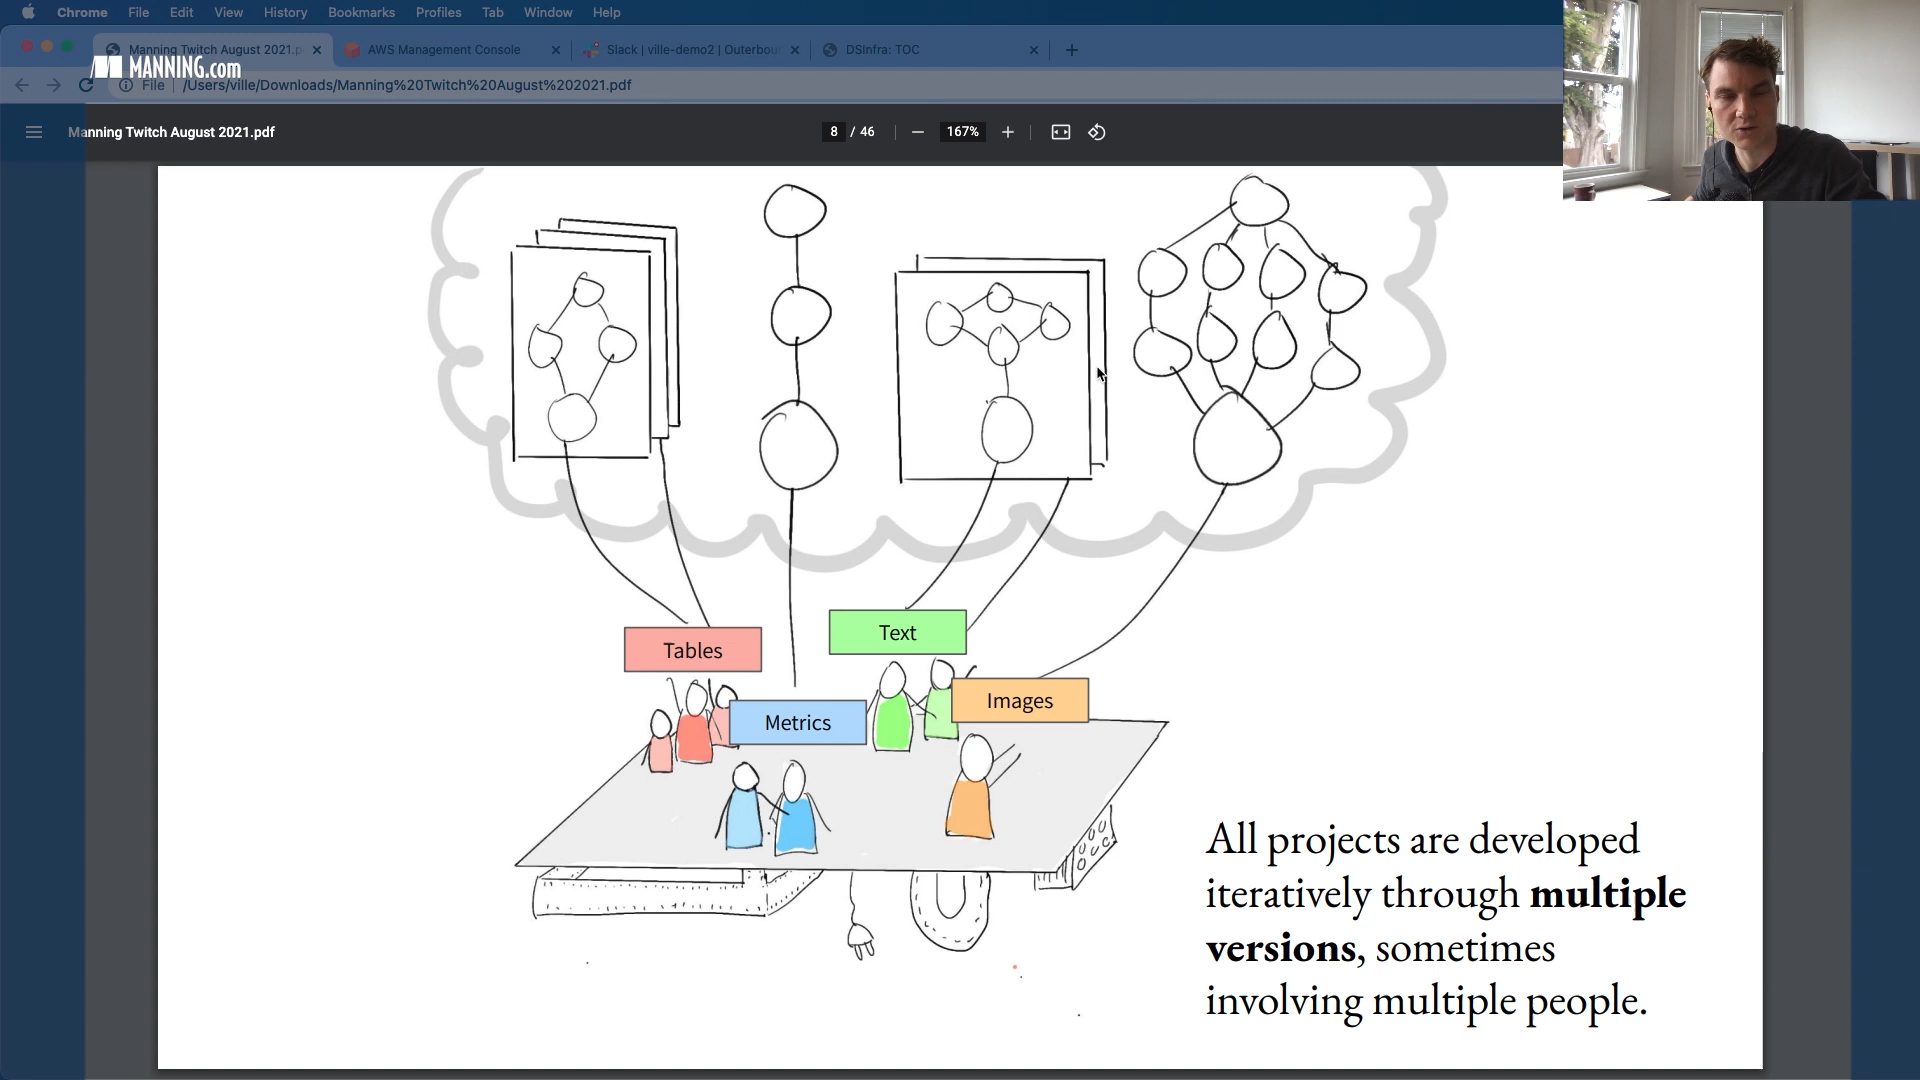 Chrome File Edit View History Bookmarks Profiles Tab Window Help
Manning Twitch August 2021.p
AWS Management Console
Slack | ville-demo2 | Outerbou
DSInfra: TOC
MANNING.com
File /Users/ville/Downloads/Manning%20Twitch%20August%202021.pdf
Manning Twitch August 2021.pdf
8 / 46
167%
Text
Tables
Images
Metrics
All projects are developed
iteratively through multiple
versions, sometimes
involving multiple people.